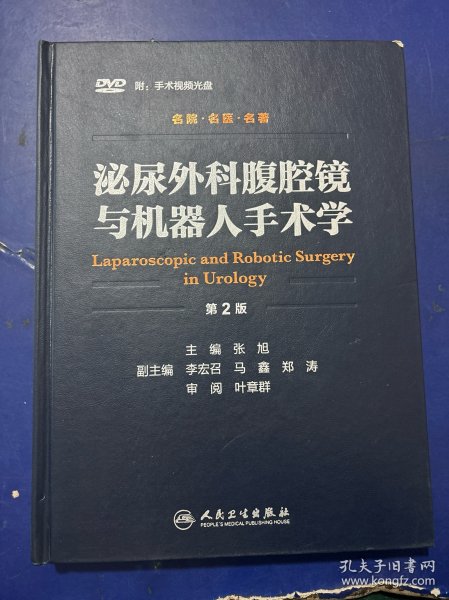 DVD 附：手术视频光盘
名院·名医·名著
泌尿外科腹腔镜
与机器人手术学
Laparoscopic and Robotic Surgery
in Urology
第2版
主 编 张 旭
副主编 李宏召 马 鑫 郑 涛
审 阅 叶章群
人民卫生出版社
PEOPLE'S MEDICAL PUBLISHING HOUSE
孔夫子旧书网
www.kongfz.com